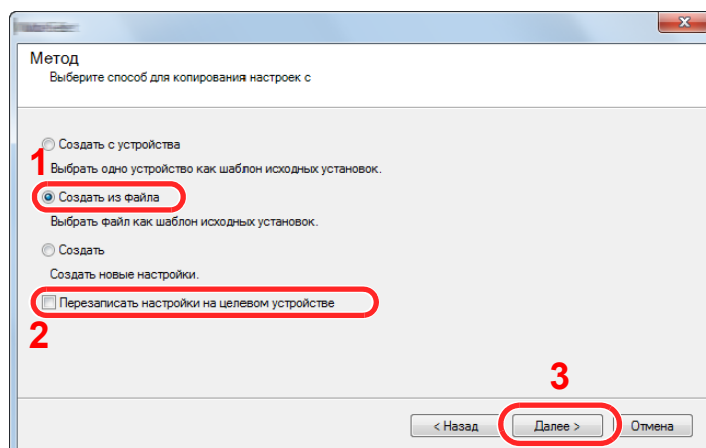 Метод
Выберите способ для копирования настроек с
Создать с устройства
1
Выбрать одно устройство как шаблон исходных установок.
Создать из файла
Выбрать файл как шаблон исходных установок.
Создать
Создать новые настройки.
Перезаписать настройки на целевом устройстве
2
3
< Назад Далее > Отмена